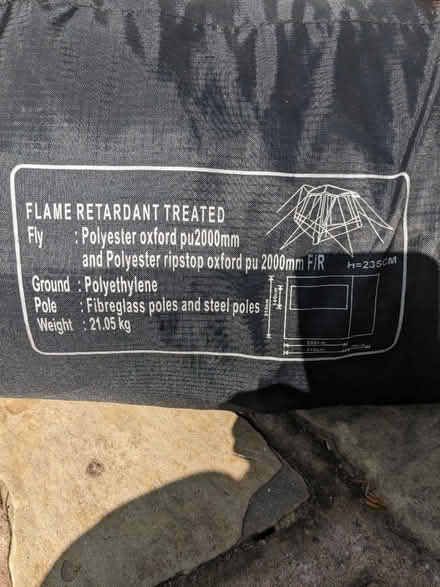 FLAME RETARDANT TREATED
Fly : Polyester oxford pu2000mm
and Polyester ripstop oxford pu 2000mm F/R
H=235CM
Ground : Polyethylene
Pole : Fibreglass poles and steel poles
Weight : 21.05 kg